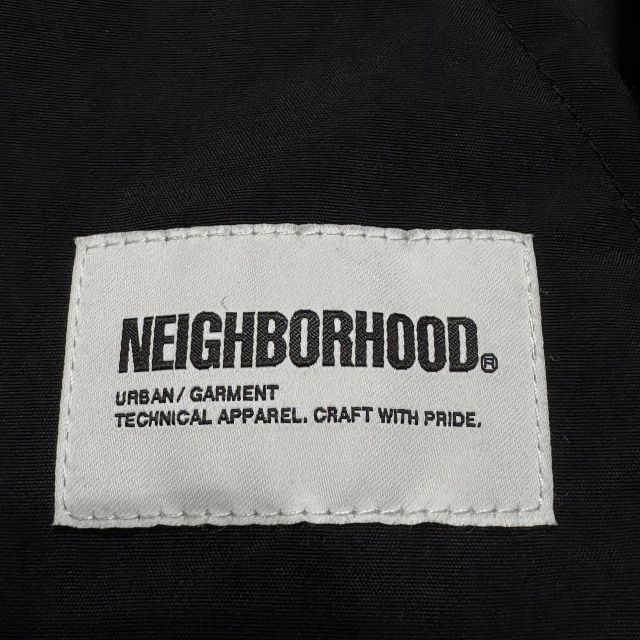 NEIGHBORHOOD®
URBAN/ GARMENT
TECHNICAL APPAREL. CRAFT WITH PRIDE.